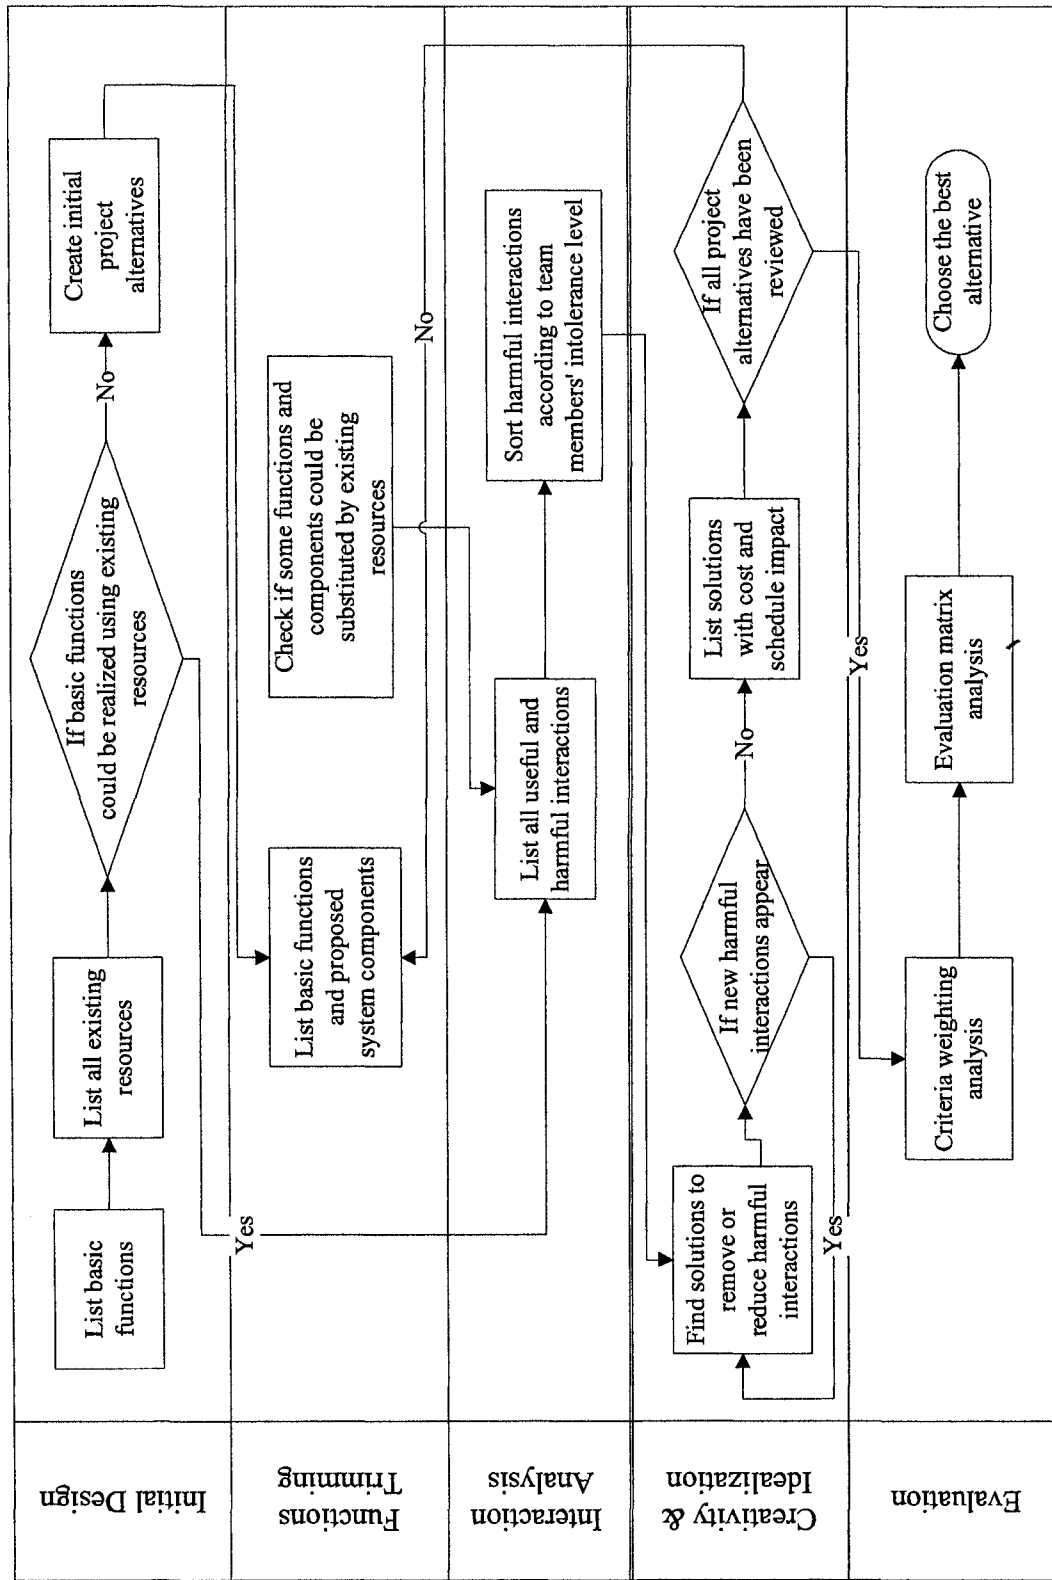 Initial Design
List basic
functions
List all existing
resources
If basic functions
could be realized using existing
resources
No
Create initial
project
alternatives
Yes
Functions
Trimming
List basic functions
and proposed
system components
Check if some functions and
components could be
substituted by existing
resources
No
Interaction
Analysis
List all useful and
harmful interactions
Sort harmful interactions
according to team
members' intolerance level
Creativity &
Idealization
Find solutions to
remove or
reduce harmful
interactions
If new harmful
interactions appear
No
List solutions
with cost and
schedule impact
If all project
alternatives have been
reviewed
Yes
Yes
Evaluation
Criteria weighting
analysis
Evaluation matrix
analysis
Choose the best
alternative